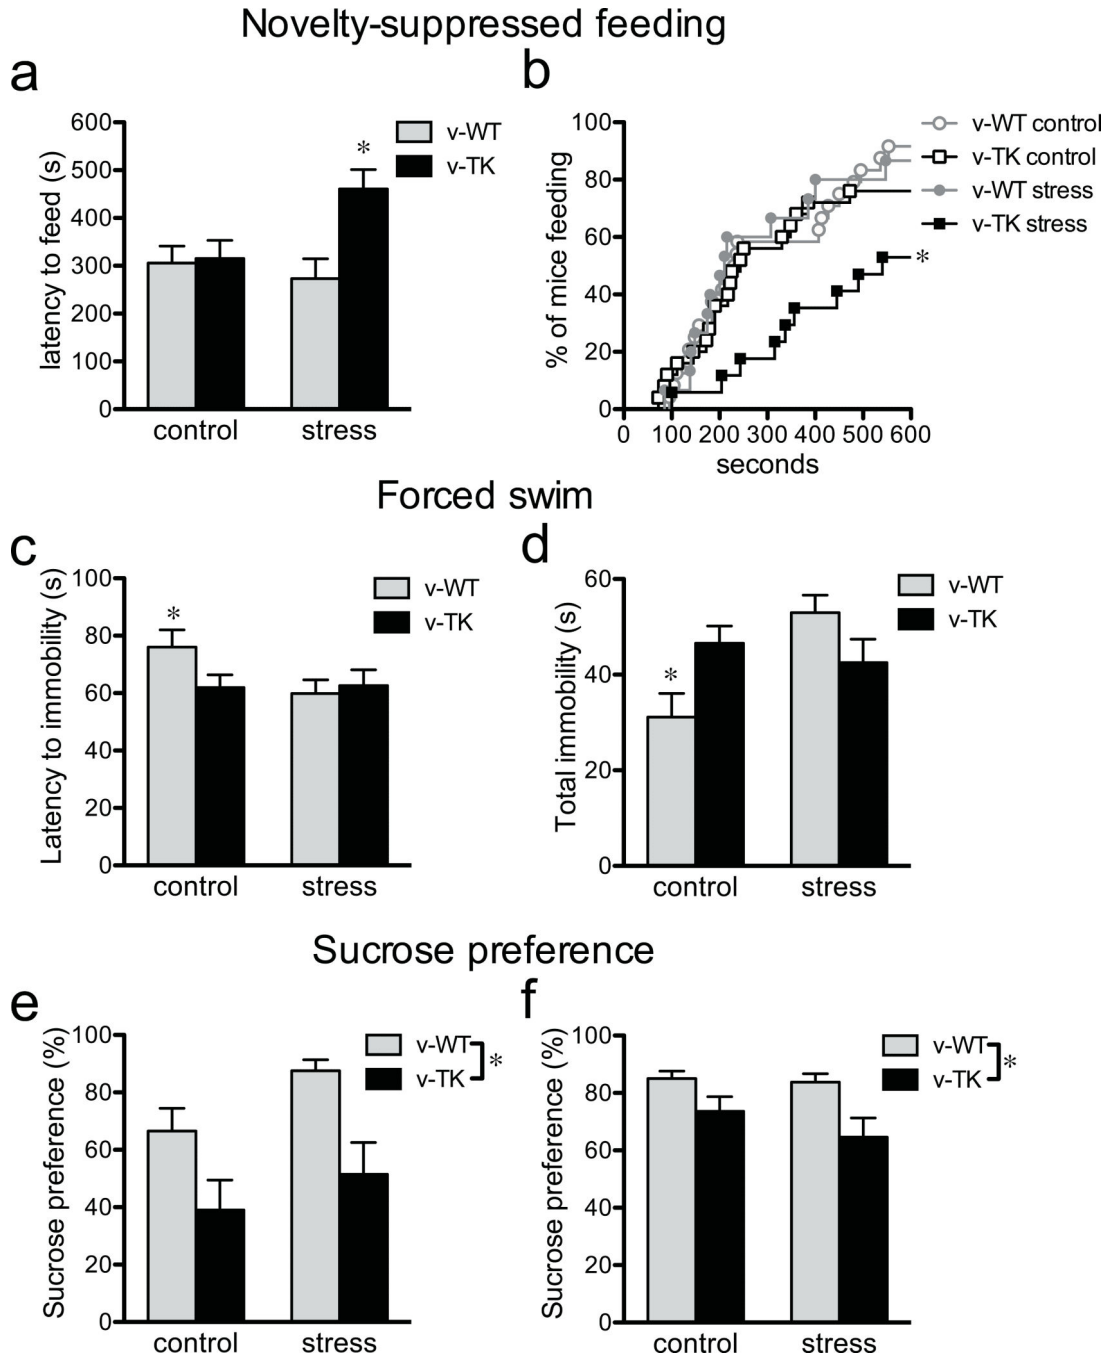 Novelty-suppressed feeding
a
latency to feed (s)
600
500
400
300
200
100
0
*
v-WT
v-TK
control
stress
b
% of mice feeding
100
80
60
40
20
0
0 100 200 300 400 500 600
seconds
v-WT control
v-TK control
v-WT stress
v-TK stress
*
Forced swim
c
Latency to immobility (s)
100
80
60
40
20
0
*
v-WT
v-TK
control
stress
d
Total immobility (s)
60
40
20
0
*
v-WT
v-TK
control
stress
Sucrose preference
e
Sucrose preference (%)
100
80
60
40
20
0
v-WT
v-TK
*
control
stress
f
Sucrose preference (%)
100
80
60
40
20
0
v-WT
v-TK
*
control
stress